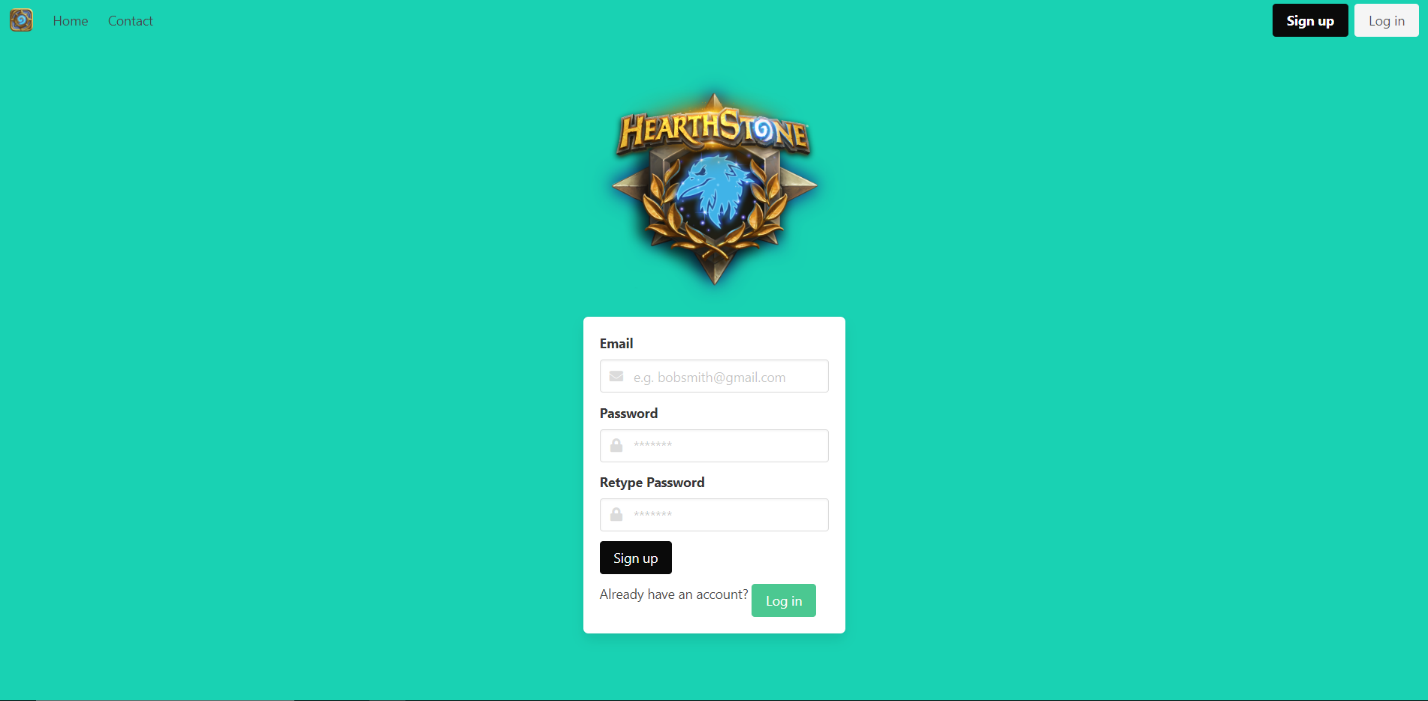 Home Contact Sign up Log in
HEARTHSTONE
Email
e.g. bobsmith@gmail.com
Password
*******
Retype Password
*******
Sign up
Already have an account? Log in